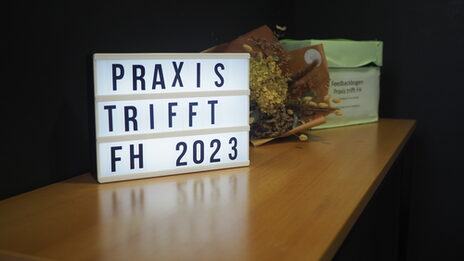 PRAXIS
TRIFFT
FH 2023
Feedbackbogen
Praxis trifft FH